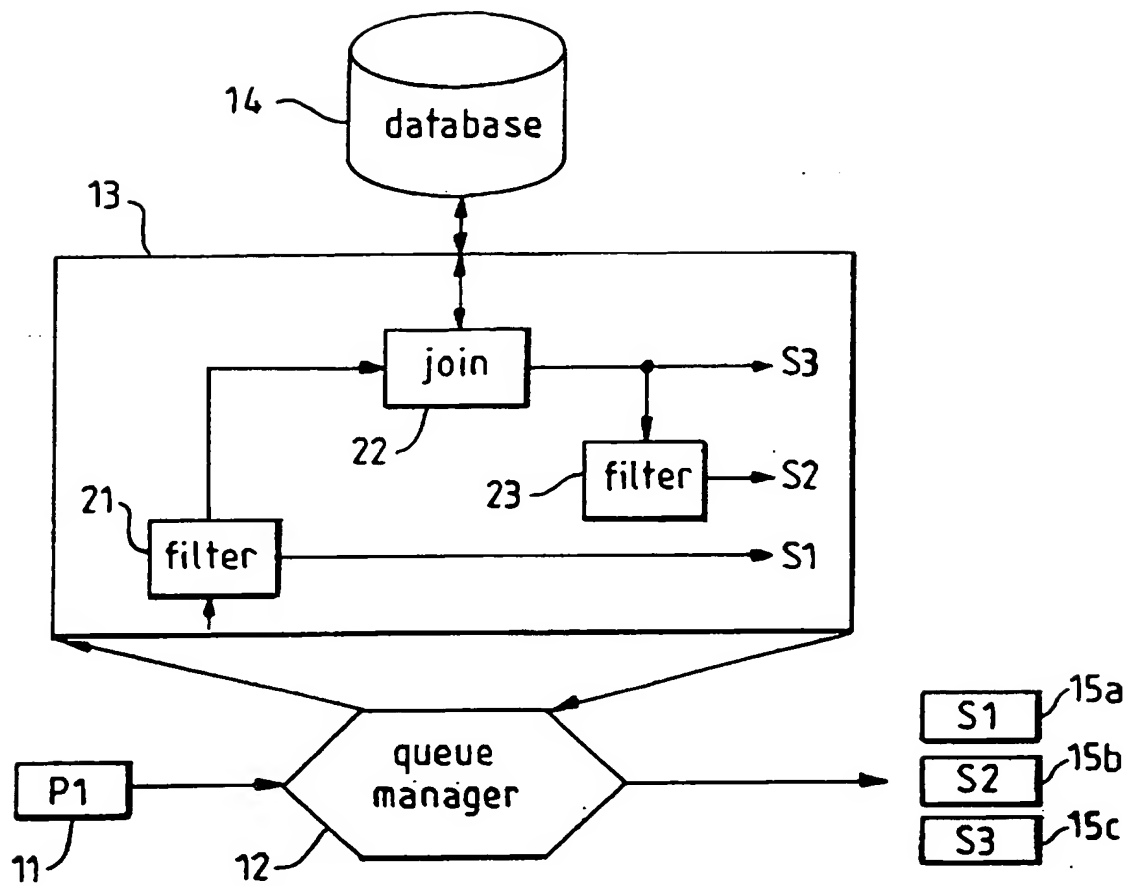 14
database
13
join
S3
22
23
filter
S2
21
filter
S1
queue
manager
P1
11
12
S1
15a
S2
15b
S3
15c